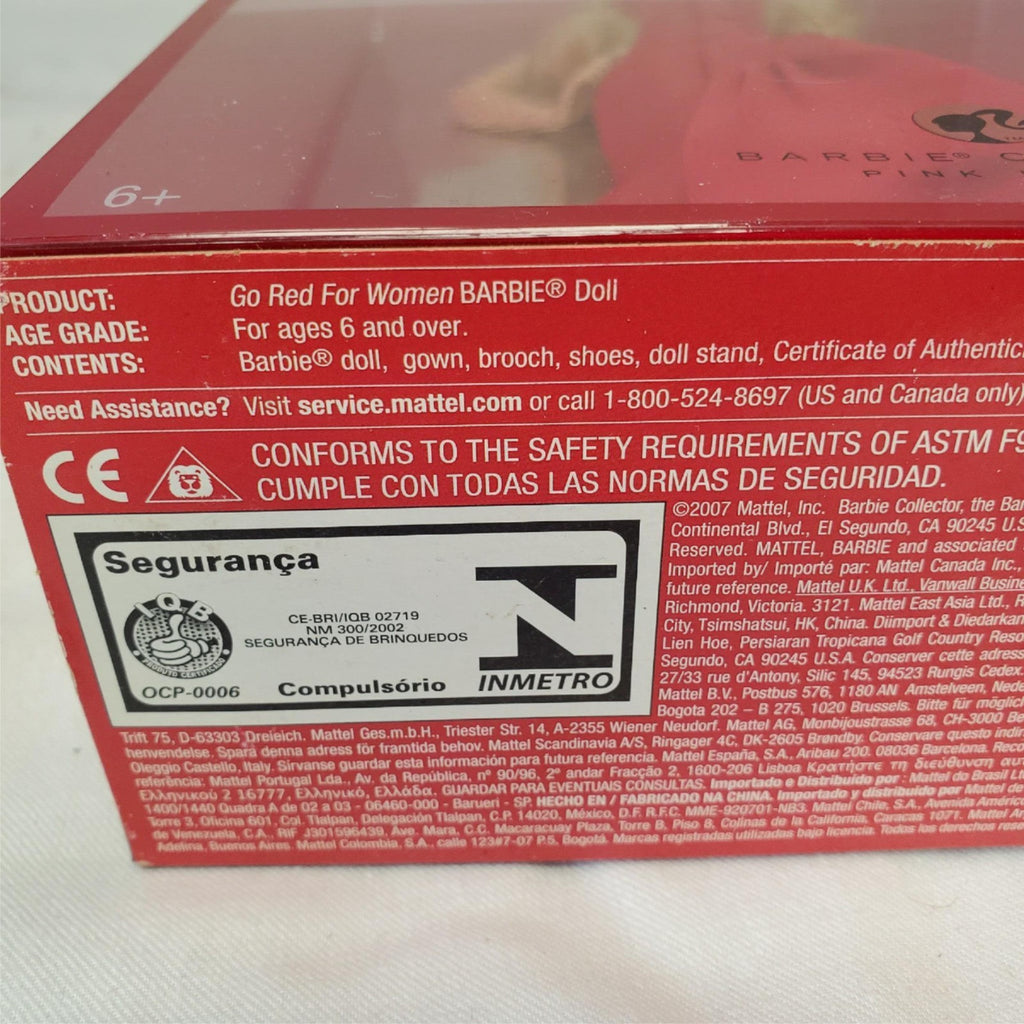 6+
BARBIE®
PINK
PRODUCT: Go Red For Women BARBIE® Doll
AGE GRADE: For ages 6 and over.
CONTENTS: Barbie® doll, gown, brooch, shoes, doll stand, Certificate of Authentic
Need Assistance? Visit service.mattel.com or call 1-800-524-8697 (US and Canada only)
CE
CONFORMS TO THE SAFETY REQUIREMENTS OF ASTM F9
CUMPLE CON TODAS LAS NORMAS DE SEGURIDAD.
Segurança
IQB
PRODUTO CERTIFICADO
OCP-0006
CE-BRI/IQB 02719
NM 300/2002
SEGURANÇA DE BRINQUEDOS
Compulsório
INMETRO
©2007 Mattel, Inc. Barbie Collector, the Bar
Continental Blvd., El Segundo, CA 90245 U.S
Reserved. MATTEL, BARBIE and associated
Imported by/ Importé par: Mattel Canada Inc.,
future reference. Mattel U.K. Ltd., Vanwall Busine
Richmond, Victoria. 3121. Mattel East Asia Ltd., R
City, Tsimshatsui, HK, China. Diimport & Diedarkan
Lien Hoe, Persiaran Tropicana Golf Country Reso
Segundo, CA 90245 U.S.A. Conserver cette adress
27/33 rue d'Antony, Silic 145, 94523 Rungis Cedex.
Mattel B.V., Postbus 576, 1180 AN Amstelveen, Nede
Bogota 202 – B 275, 1020 Brussels. Bitte für möglich
Trift 75, D-63303 Dreieich. Mattel Ges.m.b.H., Triester Str. 14, A-2355 Wiener Neudorf. Mattel AG, Monbijoustrasse 68, CH-3000 Be
henvendelse. Spara denna adress för framtida behov. Mattel Scandinavia A/S, Ringager 4C, DK-2605 Brøndby. Conservare questo indir
Oleggio Castello, Italy. Sirvanse guardar esta información para futura referencia. Mattel España, S.A., Aribau 200. 08036 Barcelona. Reco
referência: Mattel Portugal Lda., Av. da República, nº 90/96, 2º andar Fracção 2, 1600-206 Lisboa Κρατήστε τη διεύθυνση αυτ
Ελληνικού 2 16777, Ελληνικό, Ελλάδα. GUARDAR PARA EVENTUAIS CONSULTAS. Importado e Distribuido por : Mattel do Brasil Lt
1400/1440 Quadra A de 02 a 03 - 06460-000 - Barueri - SP. HECHO EN / FABRICADO NA CHINA. Importado y distribuido por Mattel de
Torre 3, Oficina 601, Col. Tlalpan, Delegación Tlalpan, C.P. 14020, México, D.F. R.F.C. MME-920701-NB3. Mattel Chile, S.A., Avenida Améric
de Venezuela, C.A., RIF J301596439, Ave. Mara, C.C. Macaracuay Plaza, Torre B, Piso 8, Colinas de la California, Caracas 1071. Mattel Ar
Adelina, Buenos Aires. Mattel Colombia, S.A., calle 123#7-07 P.5, Bogotá. Marcas registradas utilizadas bajo licencia. Todos los derechos reser